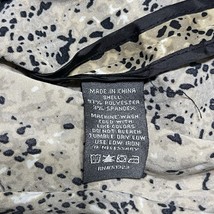 MADE IN CHINA
SHELL
97% POLYESTER
3% SPANDEX
MACHINE WASH
COLD WITH
LIKE COLORS
DO NOT BLEACH
TUMBLE DRY LOW
USE LOW IRON
IF NECESSARY